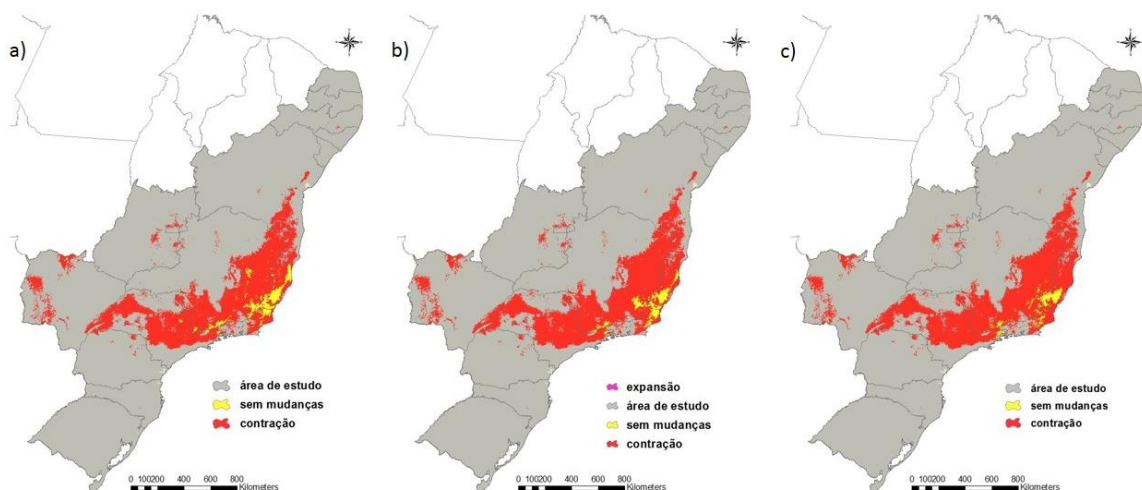 a)
área de estudo
sem mudanças
contração
0 100200 400 600 800
Kilometers
b)
expansão
área de estudo
sem mudanças
contração
0 100200 400 600 800
Kilometers
c)
área de estudo
sem mudanças
contração
0 100200 400 600 800
Kilometers